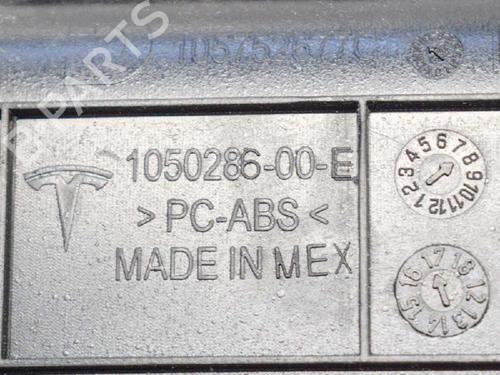 1050286-00-E
> PC-ABS <
MADE IN MEX
1 2 3 4 5 6 7 8 9 10 11 12
12 13 14 15 16 17 18
PARTS